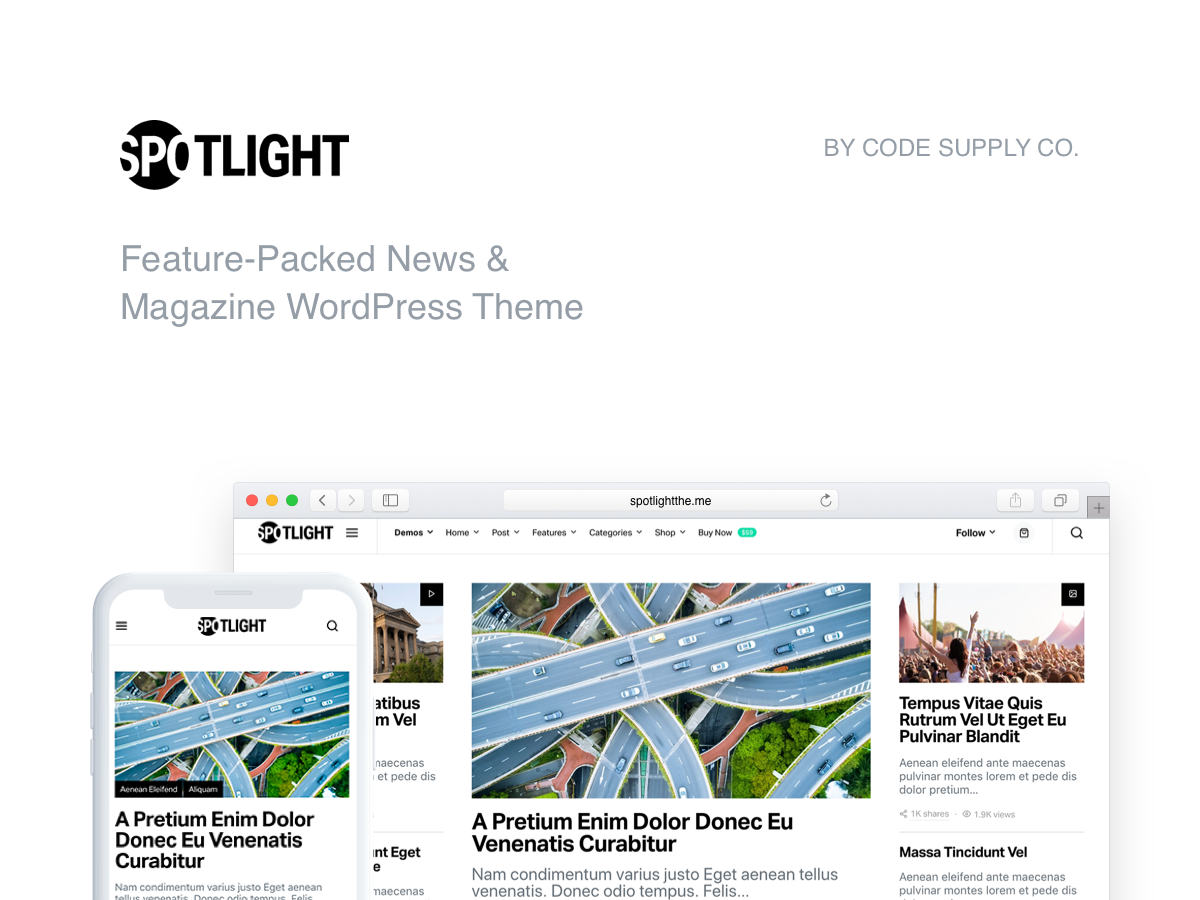 SPOTLIGHT
BY CODE SUPPLY CO.
Feature-Packed News &
Magazine WordPress Theme
spotlightthe.me
SPOTLIGHT
Demos Home Post Features Categories Shop Buy Now $59
Follow
SPOTLIGHT
Aenean Eleifend Aliquam
A Pretium Enim Dolor
Donec Eu Venenatis
Curabitur
Nam condimentum varius justo Eget aenean
tellus venenatis. Donec odio tempus.
atibus
m Vel
maecenas
et pede dis
nt Eget
e
maecenas
A Pretium Enim Dolor Donec Eu
Venenatis Curabitur
Nam condimentum varius justo Eget aenean tellus
venenatis. Donec odio tempus. Felis...
Tempus Vitae Quis
Rutrum Vel Ut Eget Eu
Pulvinar Blandit
Aenean eleifend ante maecenas
pulvinar montes lorem et pede dis
dolor pretium...
1K shares · 1.9K views
Massa Tincidunt Vel
Aenean eleifend ante maecenas
pulvinar montes lorem et pede dis